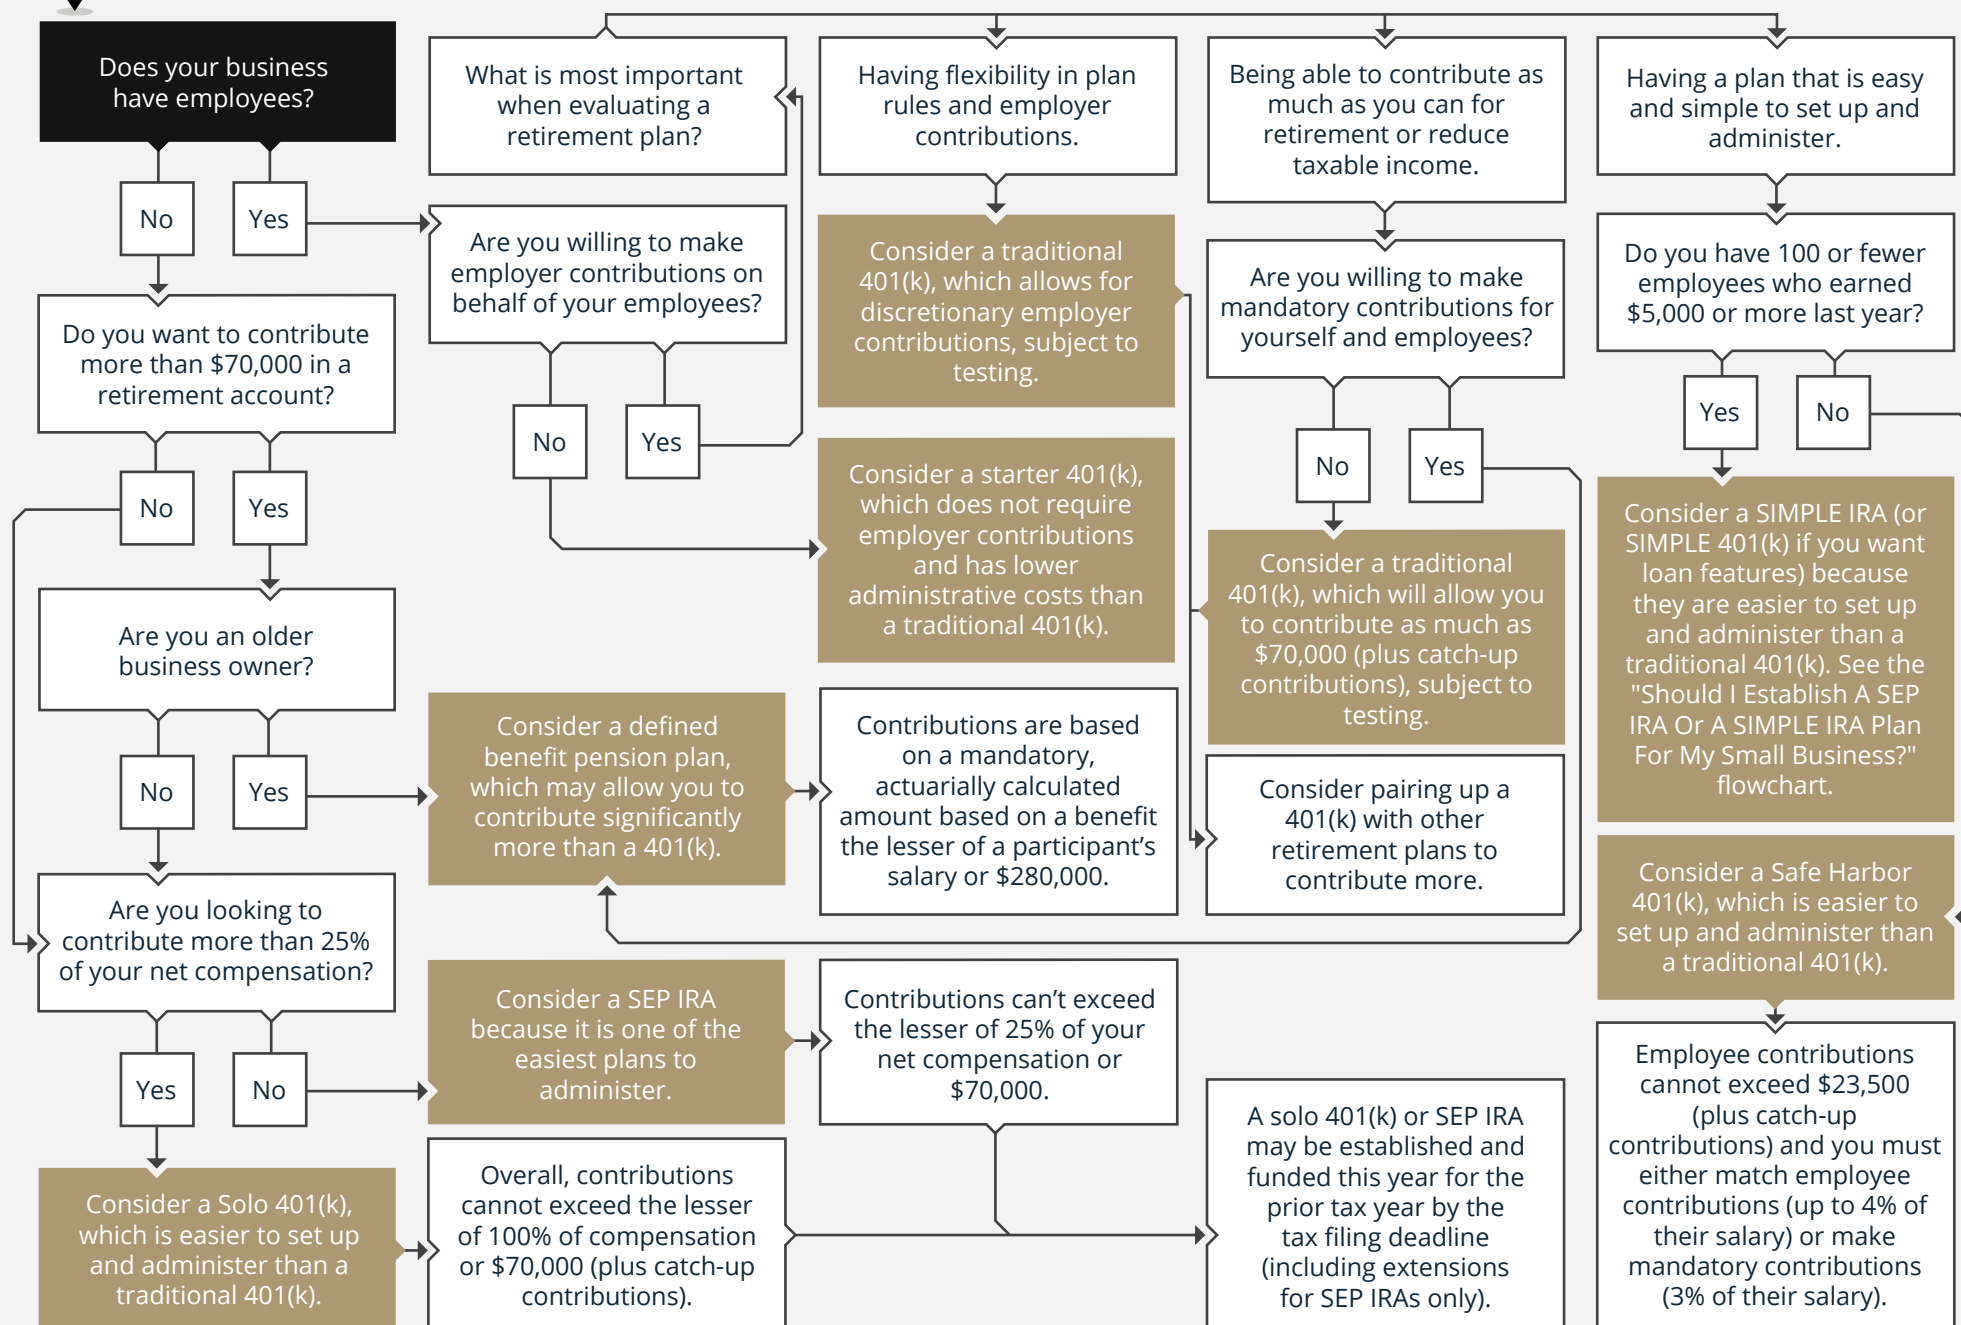 Does your business
have employees?
No
Yes
Do you want to contribute
more than $70,000 in a
retirement account?
No
Yes
Are you an older
business owner?
No
Yes
Are you looking to
contribute more than 25%
of your net compensation?
Yes
No
Consider a Solo 401(k),
which is easier to set up
and administer than a
traditional 401(k).
What is most important
when evaluating a
retirement plan?
Are you willing to make
employer contributions on
behalf of your employees?
No
Yes
Consider a defined
benefit pension plan,
which may allow you to
contribute significantly
more than a 401(k).
Consider a SEP IRA
because it is one of the
easiest plans to
administer.
Overall, contributions
cannot exceed the lesser
of 100% of compensation
or $70,000 (plus catch-up
contributions).
Having flexibility in plan
rules and employer
contributions.
Consider a traditional
401(k), which allows for
discretionary employer
contributions, subject to
testing.
Consider a starter 401(k),
which does not require
employer contributions
and has lower
administrative costs than
a traditional 401(k).
Contributions are based
on a mandatory,
actuarially calculated
amount based on a benefit
the lesser of a participant's
salary or $280,000.
Contributions can't exceed
the lesser of 25% of your
net compensation or
$70,000.
Being able to contribute as
much as you can for
retirement or reduce
taxable income.
Are you willing to make
mandatory contributions for
yourself and employees?
No
Yes
Consider a traditional
401(k), which will allow you
to contribute as much as
$70,000 (plus catch-up
contributions), subject to
testing.
Consider pairing up a
401(k) with other
retirement plans to
contribute more.
A solo 401(k) or SEP IRA
may be established and
funded this year for the
prior tax year by the
tax filing deadline
(including extensions
for SEP IRAs only).
Having a plan that is easy
and simple to set up and
administer.
Do you have 100 or fewer
employees who earned
$5,000 or more last year?
Yes
No
Consider a SIMPLE IRA (or
SIMPLE 401(k) if you want
loan features) because
they are easier to set up
and administer than a
traditional 401(k). See the
"Should I Establish A SEP
IRA Or A SIMPLE IRA Plan
For My Small Business?"
flowchart.
Consider a Safe Harbor
401(k), which is easier to
set up and administer than
a traditional 401(k).
Employee contributions
cannot exceed $23,500
(plus catch-up
contributions) and you must
either match employee
contributions (up to 4% of
their salary) or make
mandatory contributions
(3% of their salary).